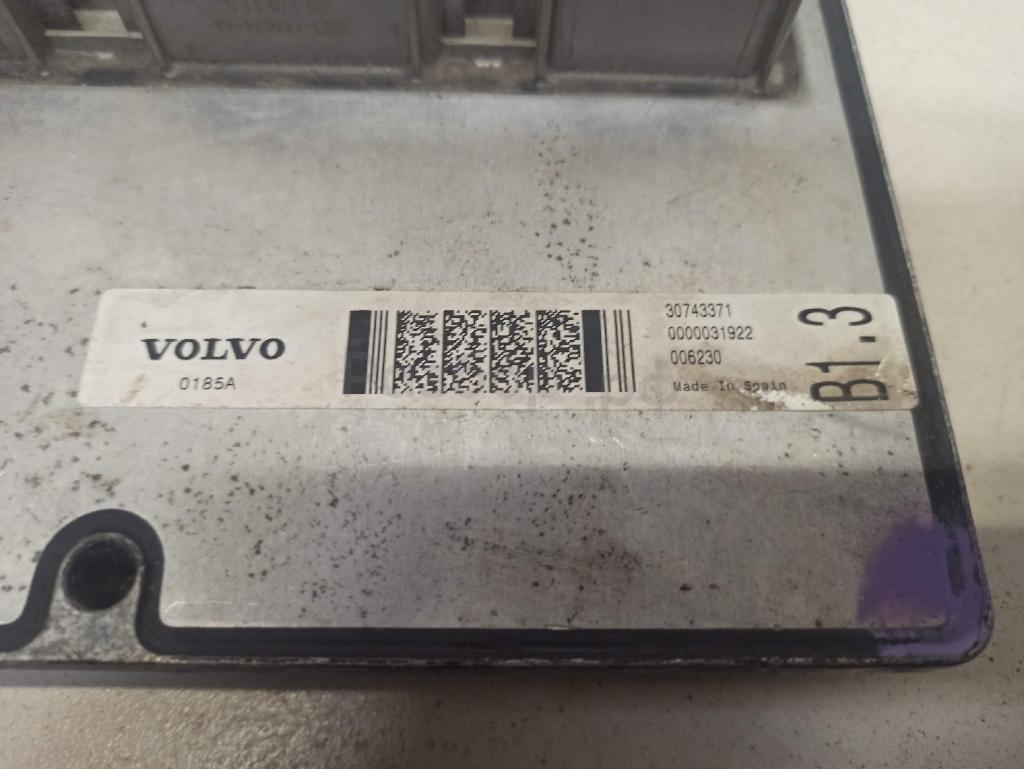 VOLVO
0185A
30743371
0000031922
006230
Made In Spain
B1.3